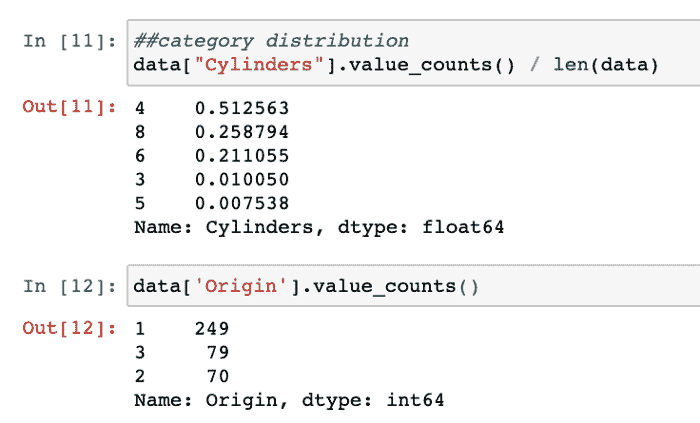 In [11]: ##category distribution
data["Cylinders"].value_counts() / len(data)
Out[11]: 4 0.512563
8 0.258794
6 0.211055
3 0.010050
5 0.007538
Name: Cylinders, dtype: float64
In [12]: data['Origin'].value_counts()
Out[12]: 1 249
3 79
2 70
Name: Origin, dtype: int64